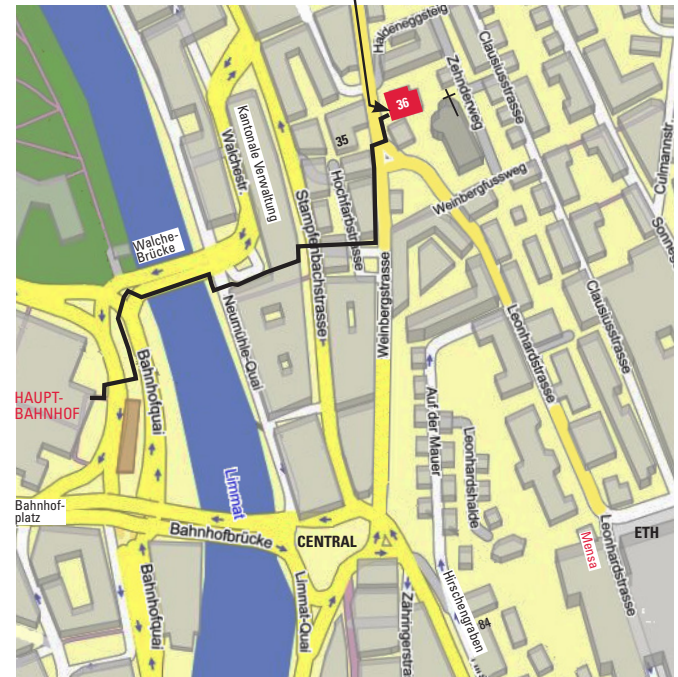 Haldeneggsteig
Zehnderweg
Clausiusstrasse
36
Culmannstr.
Kantonale Verwaltung
35
Walchestr.
Hochfarbstrasse
Stampfenbachstrasse
Weinbergfussweg
Sonneg
Walche-
Brücke
Neumühle-Quai
Weinbergstrasse
Leonhardstrasse
Clausiusstrasse
Bahnhofquai
Auf der Mauer
Leonhardshalde
HAUPT-
BAHNHOF
Limmat
Bahnhof-
platz
Bahnhofbrücke
CENTRAL
ETH
Mensa
Leonhardstrasse
Bahnhofquai
Limmat-Quai
Zähringerstra
Hirschengraben
84